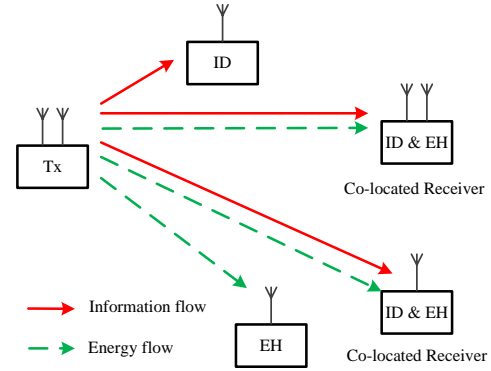 ID
ID & EH
Tx
Co-located Receiver
ID & EH
Information flow
Energy flow
EH
Co-located Receiver